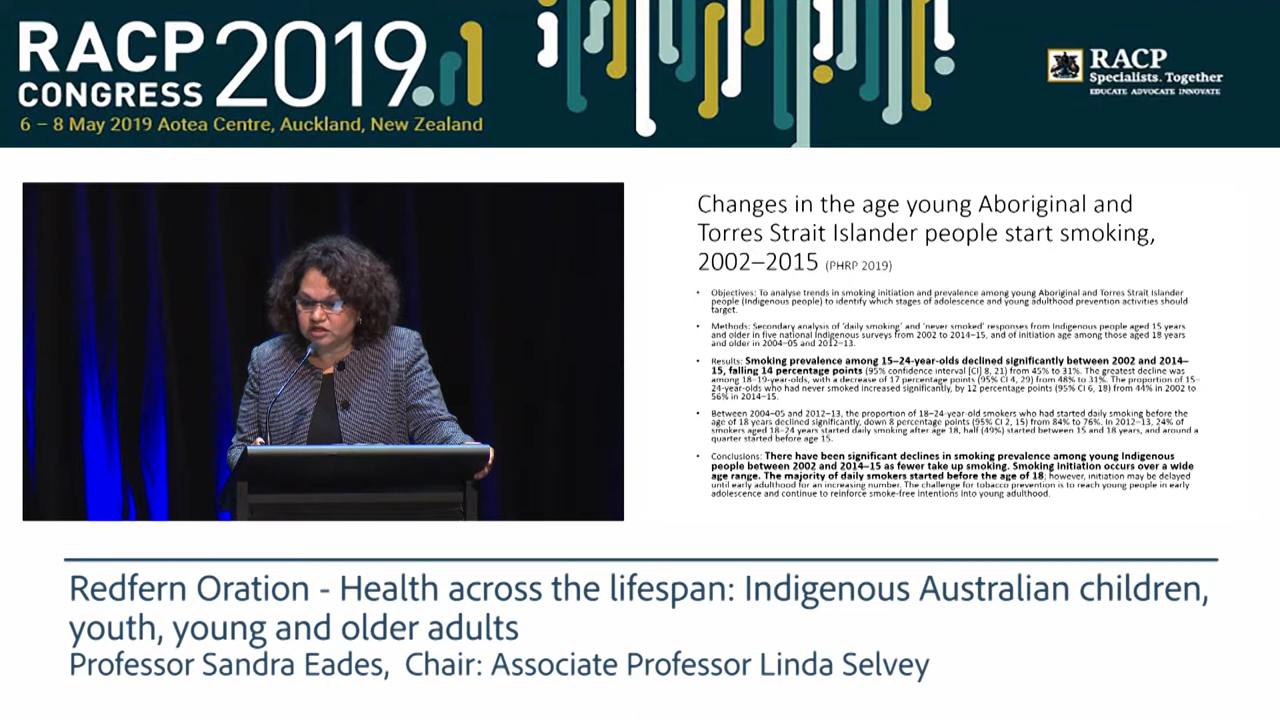 RACP
CONGRESS 2019
6 – 8 May 2019 Aotea Centre, Auckland, New Zealand
RACP
Specialists. Together
EDUCATE ADVOCATE INNOVATE
Changes in the age young Aboriginal and
Torres Strait Islander people start smoking,
2002–2015 (PHRP 2019)
• Objectives: To analyse trends in smoking initiation and prevalence among young Aboriginal and Torres Strait Islander
people (Indigenous people) to identify which stages of adolescence and young adulthood prevention activities should
target.
• Methods: Secondary analysis of 'daily smoking' and 'never smoked' responses from Indigenous people aged 15 years
and older in five national Indigenous surveys from 2002 to 2014–15, and of initiation age among those aged 18 years
and older in 2004–05 and 2012–13.
• Results: Smoking prevalence among 15–24-year-olds declined significantly between 2002 and 2014–
15, falling 14 percentage points (95% confidence interval [CI] 8, 21) from 45% to 31%. The greatest decline was
among 18–19-year-olds, with a decrease of 17 percentage points (95% CI 4, 29) from 48% to 31%. The proportion of 15–
24-year-olds who had never smoked increased significantly, by 12 percentage points (95% CI 6, 18) from 44% in 2002 to
56% in 2014–15.
• Between 2004–05 and 2012–13, the proportion of 18–24-year-old smokers who had started daily smoking before the
age of 18 years declined significantly, down 8 percentage points (95% CI 2, 15) from 84% to 76%. In 2012–13, 24% of
smokers aged 18–24 years started daily smoking after age 18, half (49%) started between 15 and 18 years, and around a
quarter started before age 15.
• Conclusions: There have been significant declines in smoking prevalence among young Indigenous
people between 2002 and 2014–15 as fewer take up smoking. Smoking initiation occurs over a wide
age range. The majority of daily smokers started before the age of 18; however, initiation may be delayed
until early adulthood for an increasing number. The challenge for tobacco prevention is to reach young people in early
adolescence and continue to reinforce smoke-free intentions into young adulthood.
Redfern Oration - Health across the lifespan: Indigenous Australian children,
youth, young and older adults
Professor Sandra Eades, Chair: Associate Professor Linda Selvey